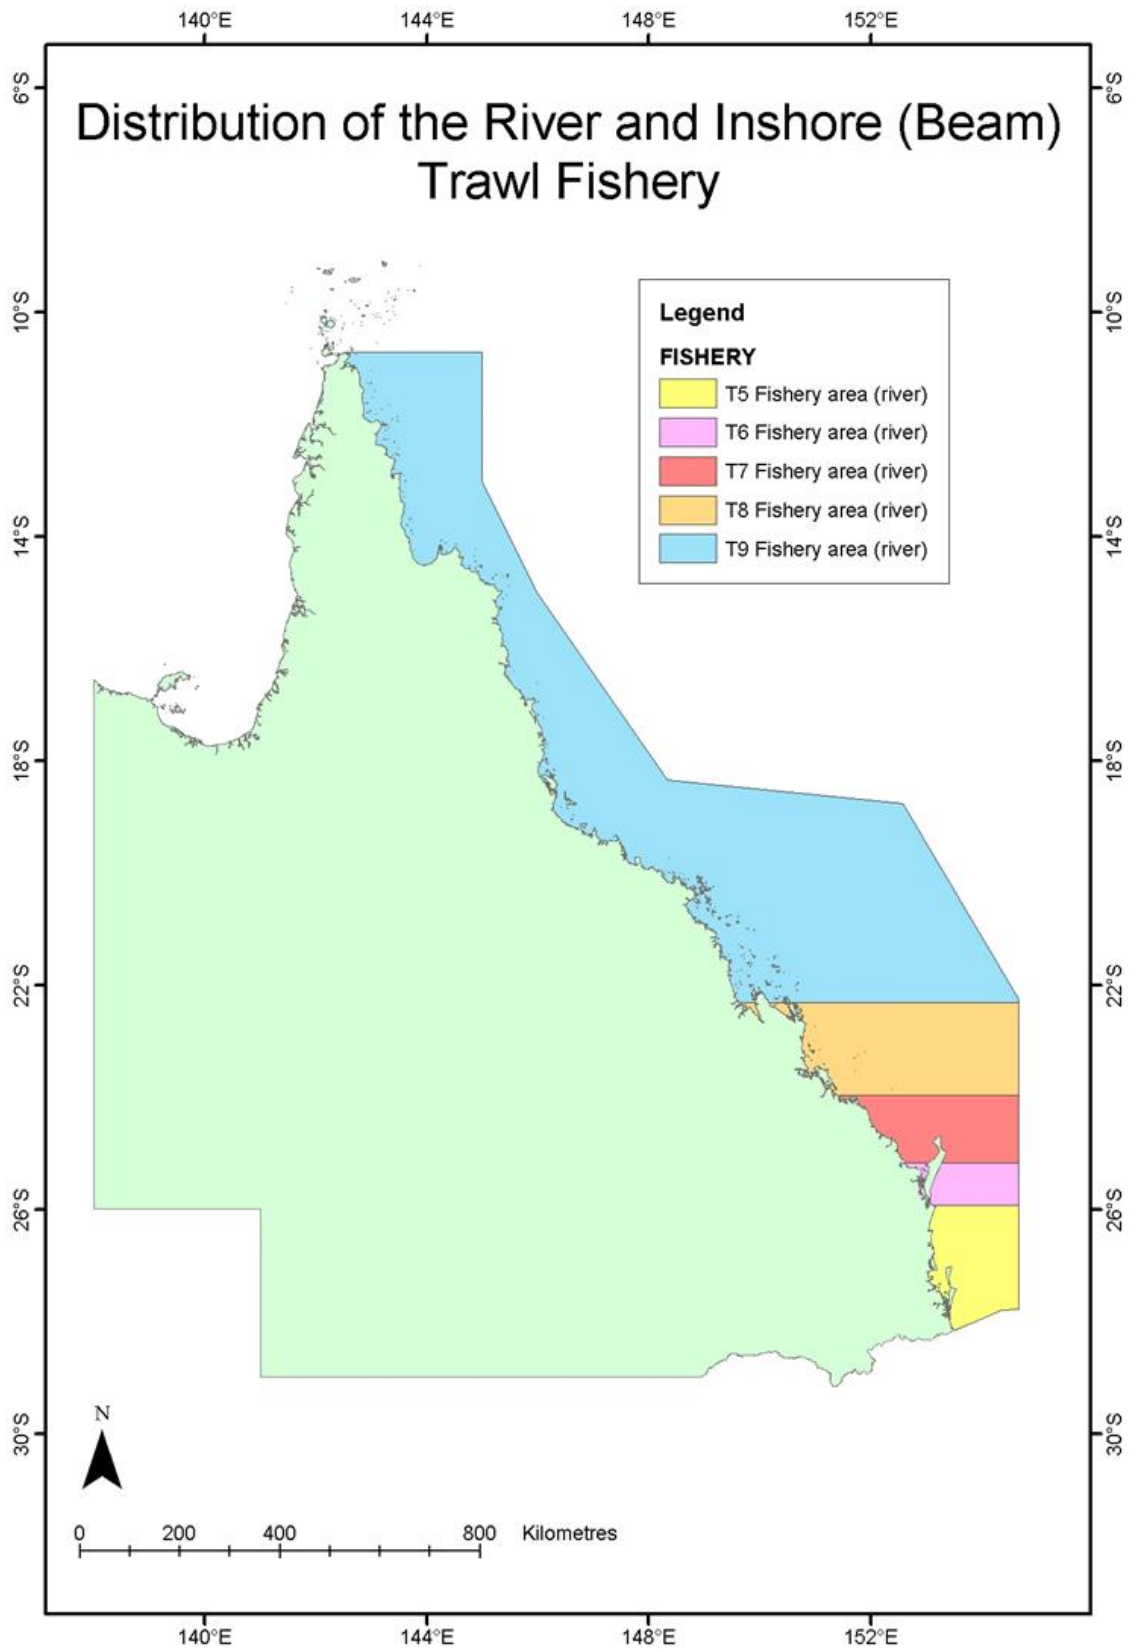 140°E 144°E 148°E 152°E
6°S 6°S
Distribution of the River and Inshore (Beam)
Trawl Fishery
10°S 10°S
Legend
FISHERY
T5 Fishery area (river)
T6 Fishery area (river)
T7 Fishery area (river)
T8 Fishery area (river)
T9 Fishery area (river)
14°S 14°S
18°S 18°S
22°S 22°S
26°S 26°S
N
30°S 30°S
0 200 400 800 Kilometres
140°E 144°E 148°E 152°E